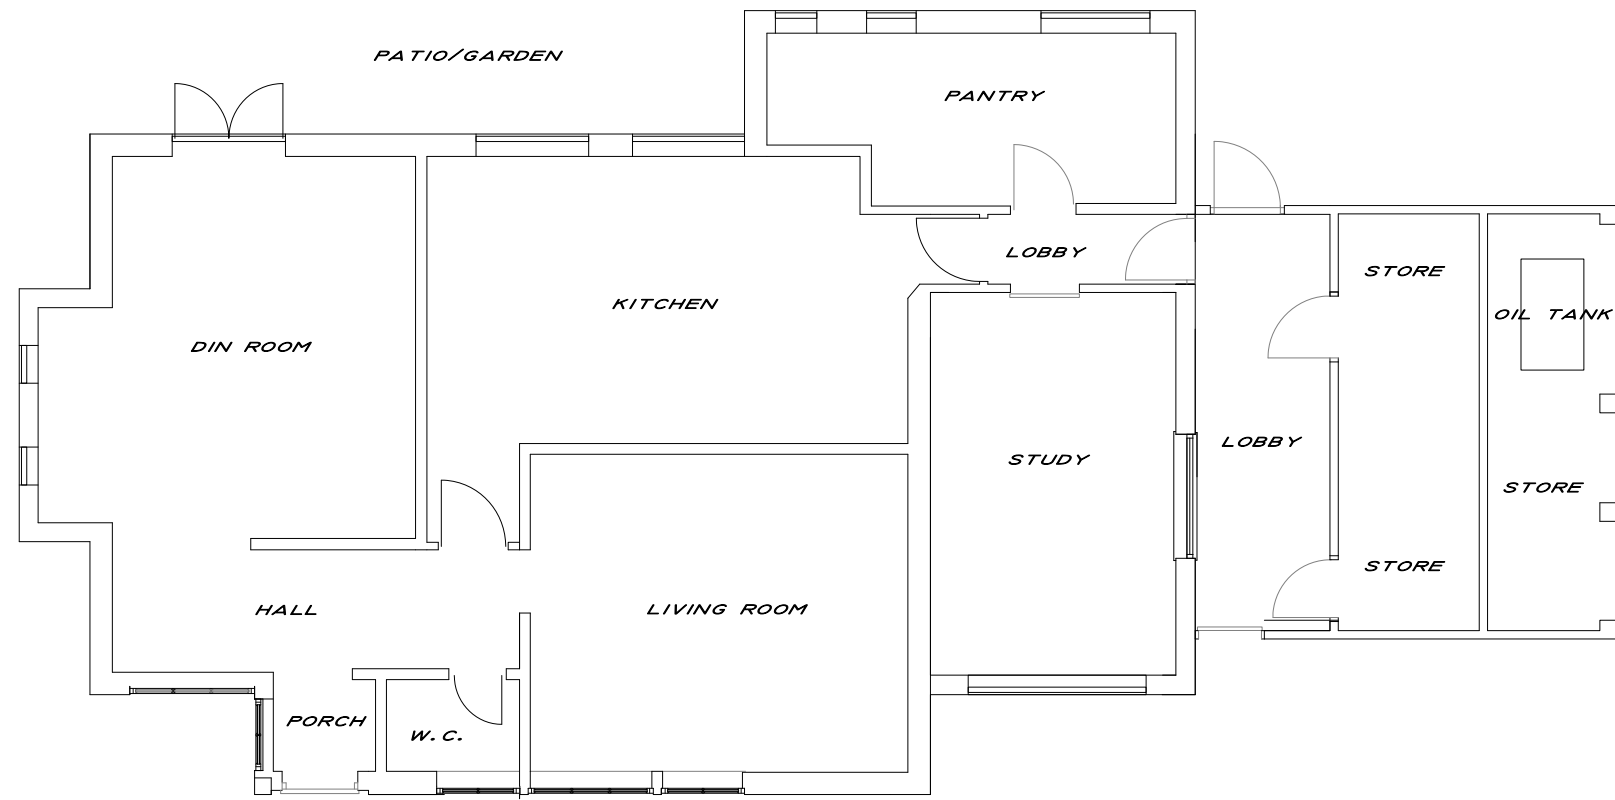 PATIO/GARDEN
PANTRY
LOBBY
STORE
KITCHEN
OIL TANK
DIN ROOM
LOBBY
STUDY
STORE
STORE
HALL
LIVING ROOM
PORCH
W.C.